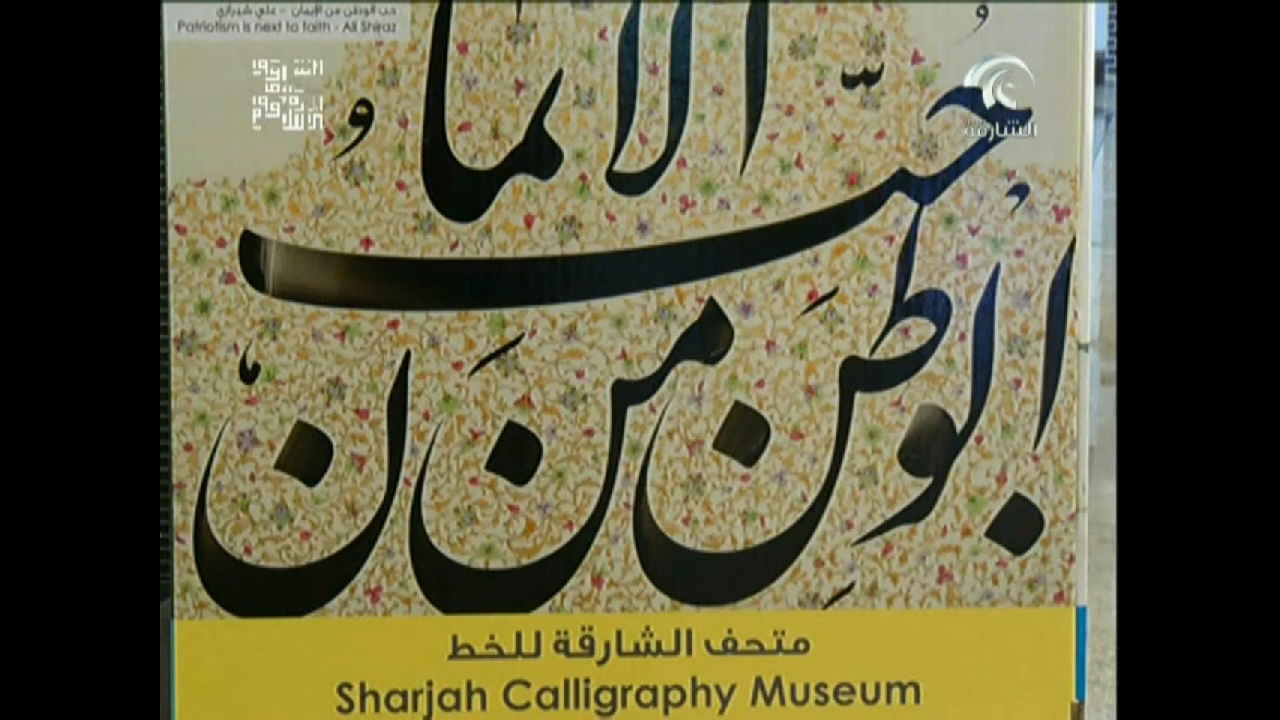 حب الوطن من الإيمان - علي شيرازي
Patriotism is next to faith - Ali Shiraz
الشارقة
حُبّ الوطن من الإيمان
متحف الشارقة للخط
Sharjah Calligraphy Museum